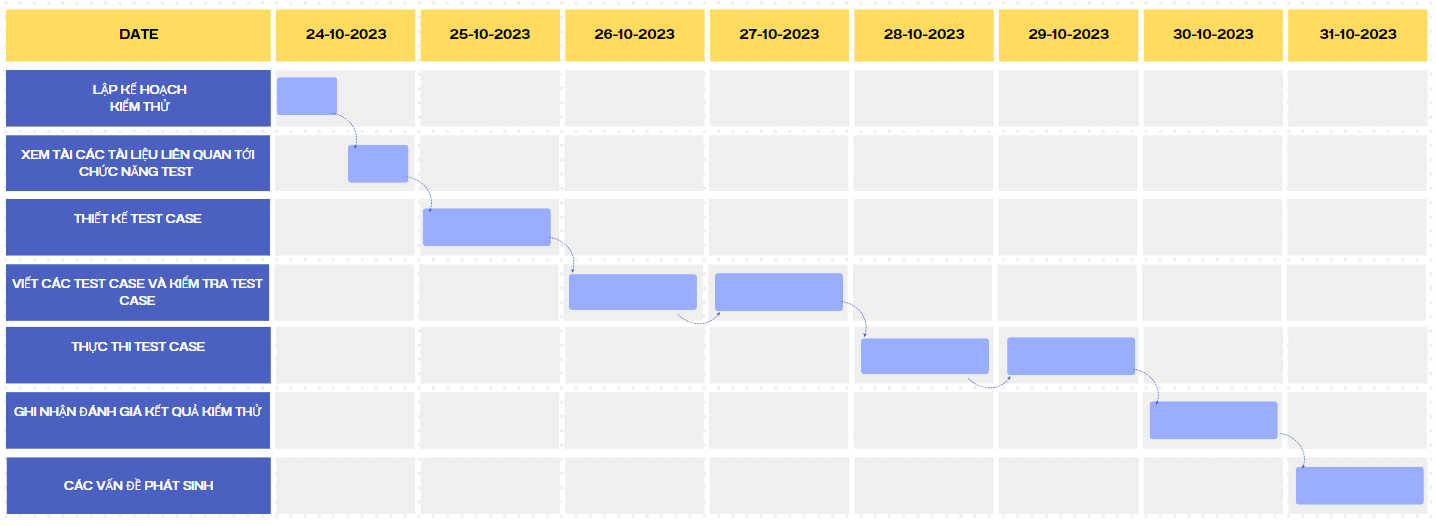 DATE 24-10-2023 25-10-2023 26-10-2023 27-10-2023 28-10-2023 29-10-2023 30-10-2023 31-10-2023
LẬP KẾ HOẠCH
KIỂM THỬ
XEM TÀI CÁC TÀI LIỆU LIÊN QUAN TỚI
CHỨC NĂNG TEST
THIẾT KẾ TEST CASE
VIẾT CÁC TEST CASE VÀ KIỂM TRA TEST
CASE
THỰC THI TEST CASE
GHI NHẬN ĐÁNH GIÁ KẾT QUẢ KIỂM THỬ
CÁC VẤN ĐỀ PHÁT SINH